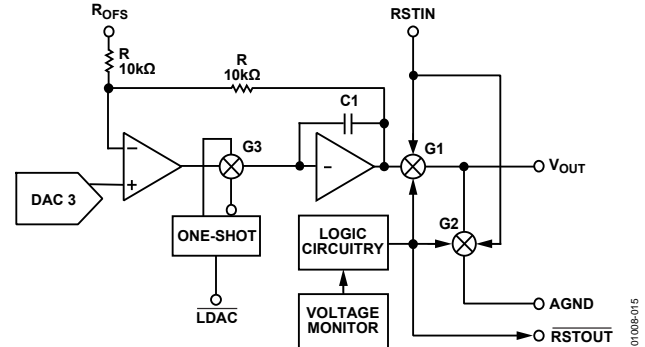 ROFS
RSTIN
R
10kΩ
R
10kΩ
C1
G3
G1
−
+
−
VOUT
DAC 3
G2
ONE-SHOT
LOGIC
CIRCUITRY
LDAC
VOLTAGE
MONITOR
AGND
RSTOUT
01008-015